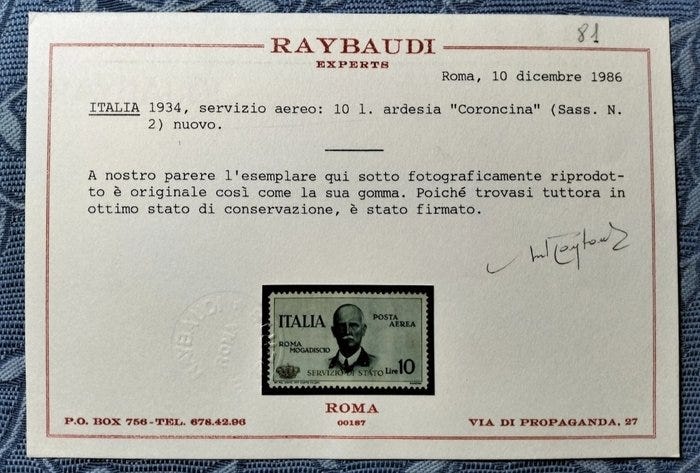 81
RAYBAUDI
EXPERTS
Roma, 10 dicembre 1986
ITALIA 1934, servizio aereo: 10 l. ardesia "Coroncina" (Sass. N.
2) nuovo.
A nostro parere l'esemplare qui sotto fotograficamente riprodot-
to è originale così come la sua gomma. Poiché trovasi tuttora in
ottimo stato di conservazione, è stato firmato.
ITALIA
POSTA
AEREA
ROMA
MOGADISCIO
SERVIZIO DI STATO
Lire 10
ROMA
00187
P.O. BOX 756-TEL. 678.42.96
VIA DI PROPAGANDA, 27